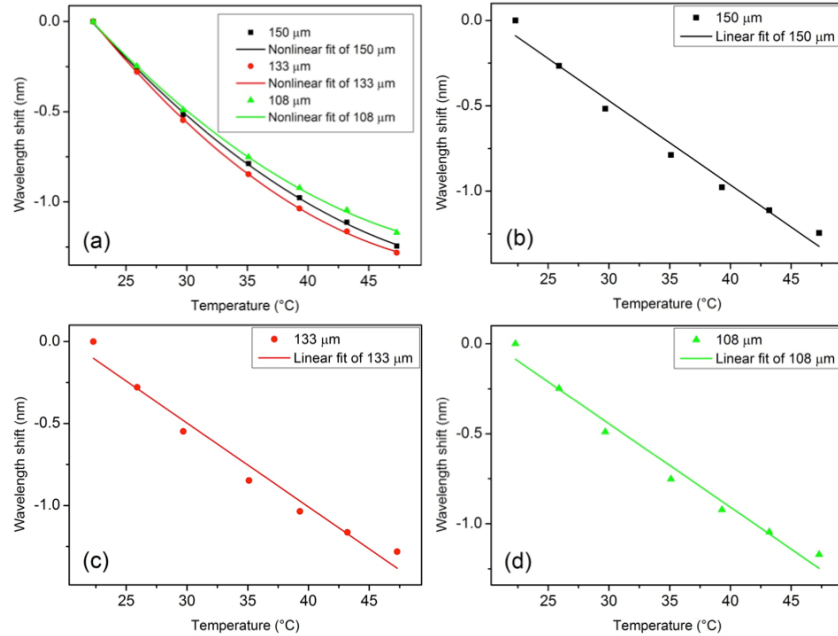 0.0
-0.5
-1.0
Wavelength shift (nm)
150 μm
Nonlinear fit of 150 μm
133 μm
Nonlinear fit of 133 μm
108 μm
Nonlinear fit of 108 μm
(a)
25
30
35
40
45
Temperature (°C)
0.0
-0.5
-1.0
Wavelength shift (nm)
150 μm
Linear fit of 150 μm
(b)
25
30
35
40
45
Temperature (°C)
0.0
-0.5
-1.0
Wavelength shift (nm)
133 μm
Linear fit of 133 μm
(c)
25
30
35
40
45
Temperature (°C)
0.0
-0.5
-1.0
Wavelength shift (nm)
108 μm
Linear fit of 108 μm
(d)
25
30
35
40
45
Temperature (°C)